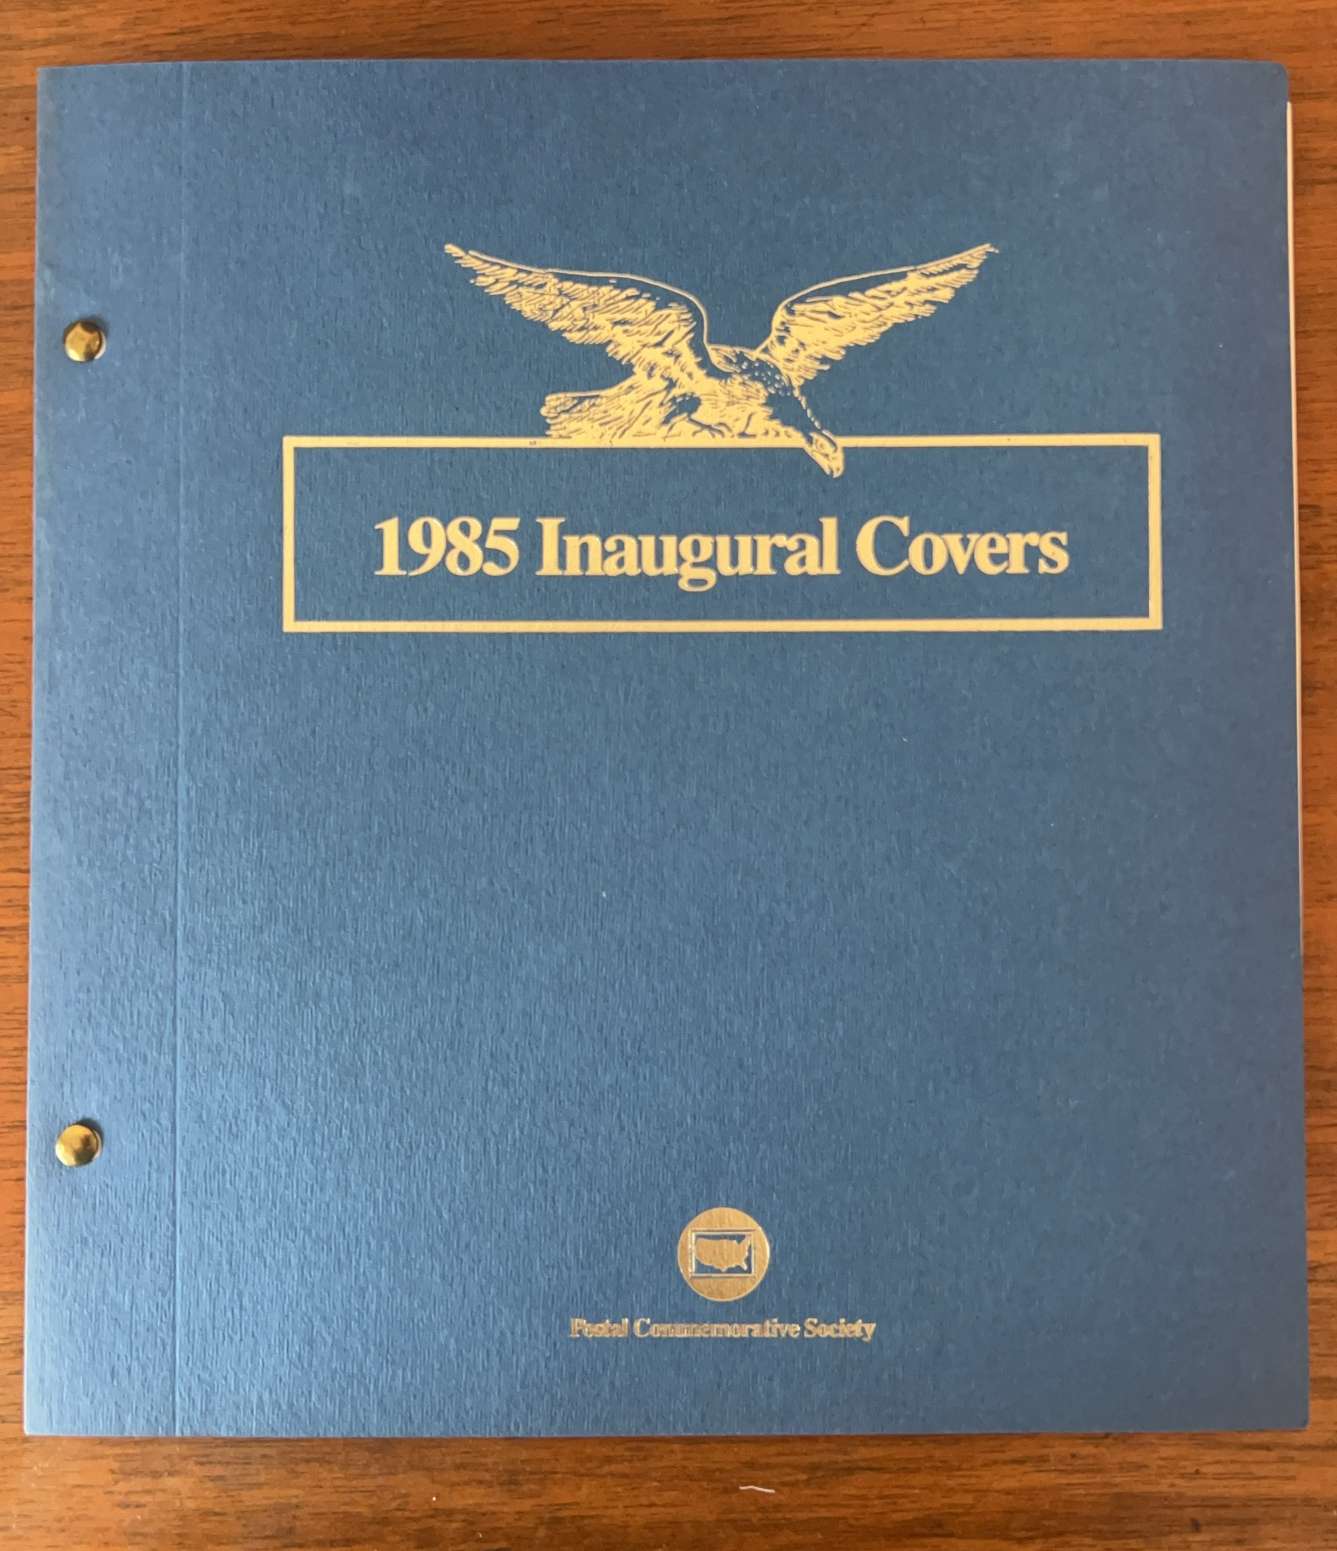 1985 Inaugural Covers
Postal Commemorative Society